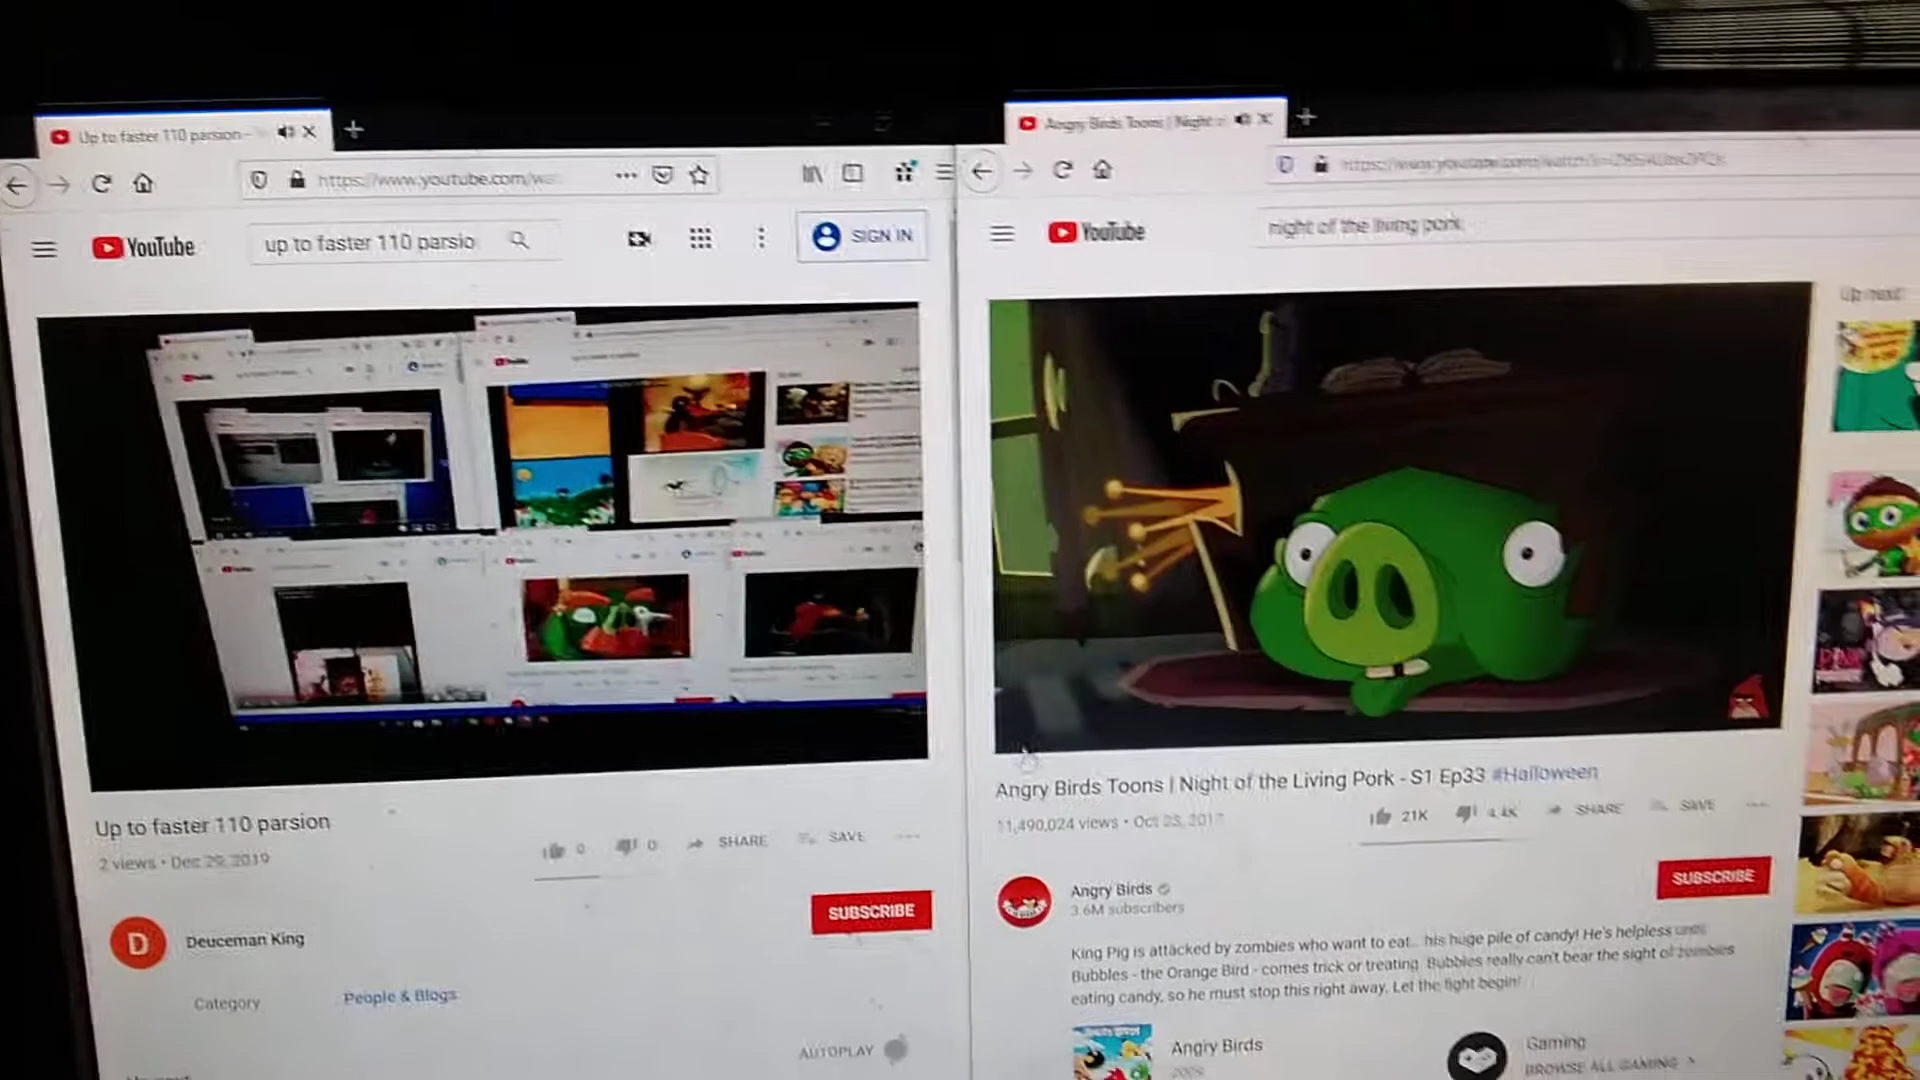 Up to faster 110 parsion -
https://www.youtube.com/wa
YouTube
up to faster 110 parsio
SIGN IN
Up to faster 110 parsion
2 views • Dec 29, 2019
0
0
SHARE
SAVE
SUBSCRIBE
D
Deuceman King
Category
People & Blogs
AUTOPLAY
Angry Birds Toons | Night o
YouTube
night of the living pork
Up next
Angry Birds Toons | Night of the Living Pork - S1 Ep33 #Halloween
11,490,024 views • Oct 23, 2017
21K
4.4K
SHARE
SAVE
Angry Birds
3.6M subscribers
SUBSCRIBE
King Pig is attacked by zombies who want to eat... his huge pile of candy! He's helpless until
Bubbles - the Orange Bird - comes trick or treating. Bubbles really can't bear the sight of zombies
eating candy, so he must stop this right away. Let the fight begin!
Angry Birds
2009
Gaming
BROWSE ALL GAMING